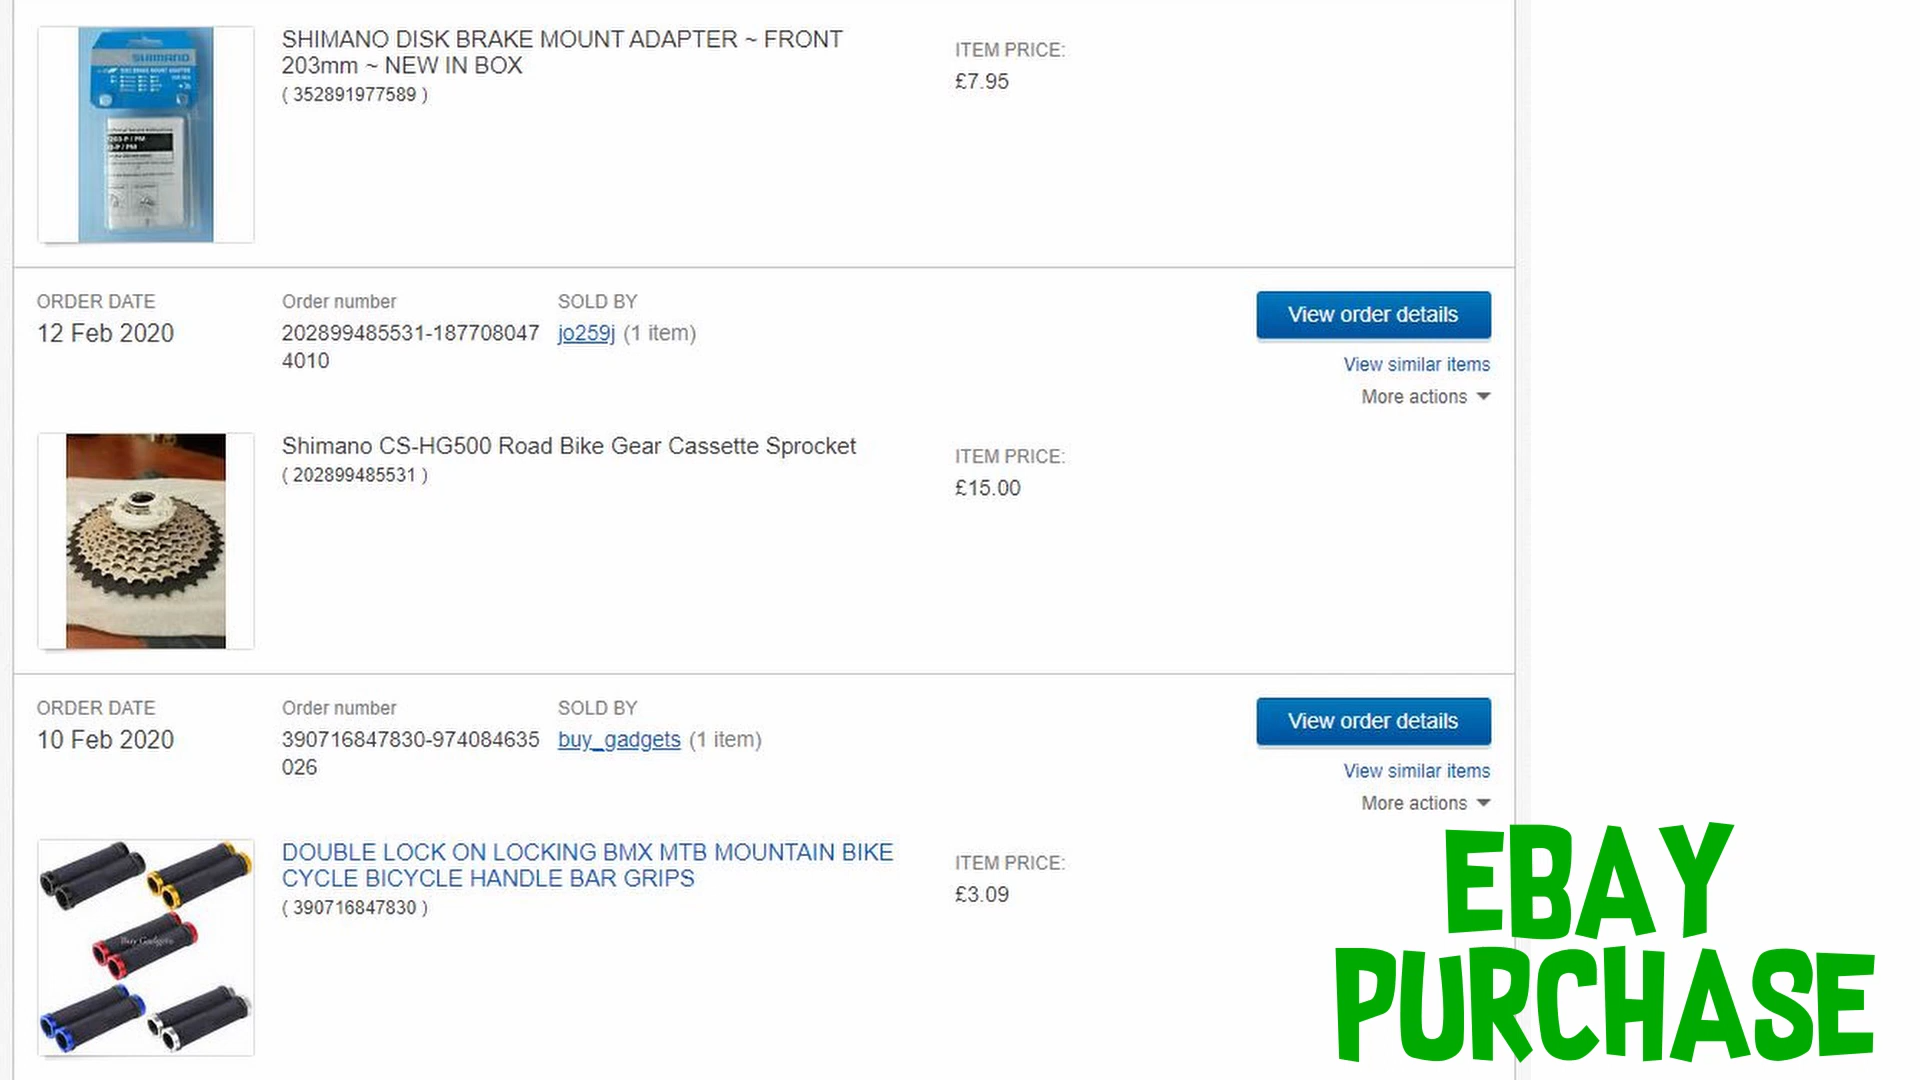 SHIMANO
SHIMANO DISK BRAKE MOUNT ADAPTER ~ FRONT
203mm ~ NEW IN BOX
( 352891977589 )
ITEM PRICE:
£7.95
ORDER DATE
12 Feb 2020
Order number
202899485531-187708047
4010
SOLD BY
jo259j (1 item)
View order details
View similar items
More actions
Shimano CS-HG500 Road Bike Gear Cassette Sprocket
( 202899485531 )
ITEM PRICE:
£15.00
ORDER DATE
10 Feb 2020
Order number
390716847830-974084635
026
SOLD BY
buy_gadgets (1 item)
View order details
View similar items
More actions
DOUBLE LOCK ON LOCKING BMX MTB MOUNTAIN BIKE
CYCLE BICYCLE HANDLE BAR GRIPS
( 390716847830 )
ITEM PRICE:
£3.09
Buy Gadgets
EBAY
PURCHASE